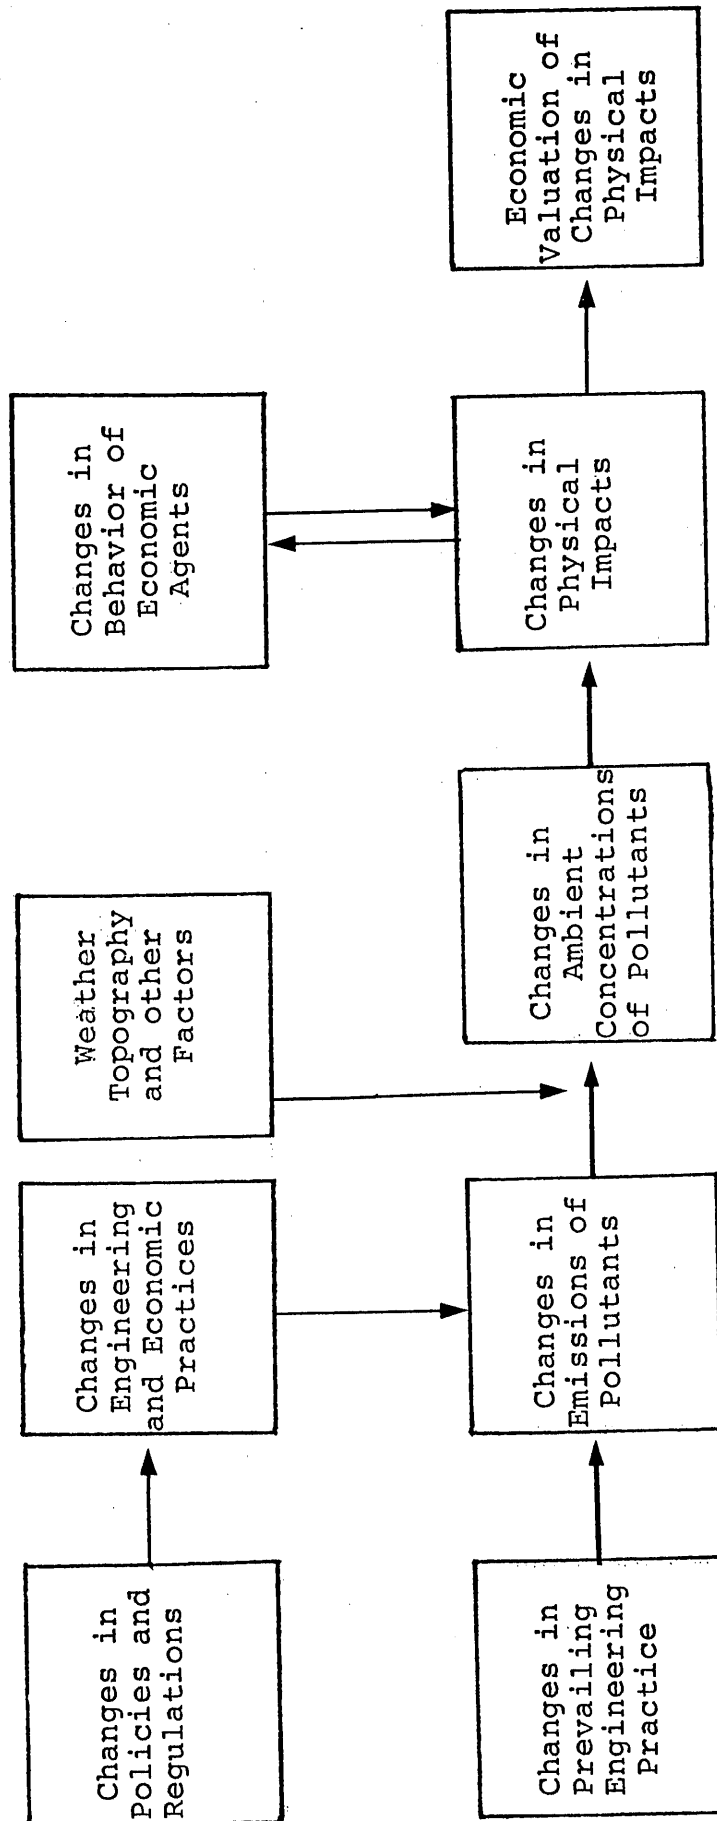 Changes in
Policies and
Regulations
Changes in
Engineering
and Economic
Practices
Weather
Topography
and other
Factors
Changes in
Behavior of
Economic
Agents
Changes in
Prevailing
Engineering
Practice
Changes in
Emissions of
Pollutants
Changes in
Ambient
Concentrations
of Pollutants
Changes in
Physical
Impacts
Economic
Valuation of
Changes in
Physical
Impacts